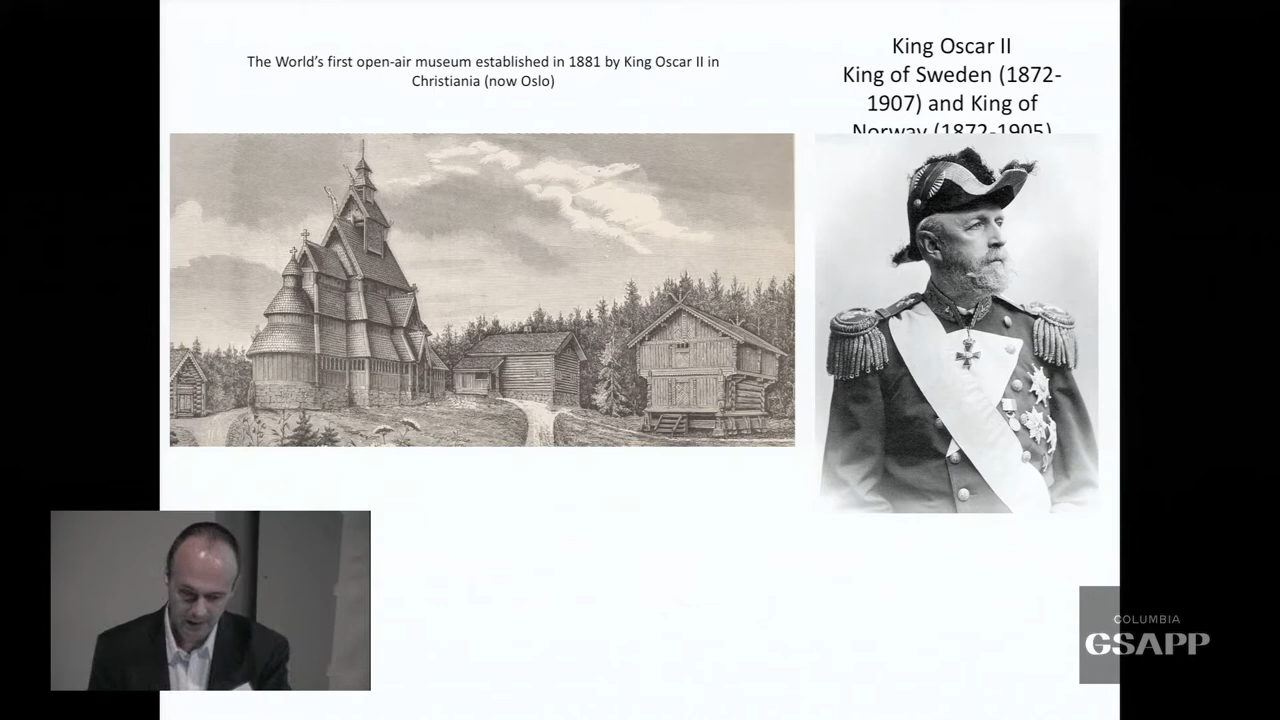 The World's first open-air museum established in 1881 by King Oscar II in
Christiania (now Oslo)
King Oscar II
King of Sweden (1872-
1907) and King of
Norway (1872-1905)
COLUMBIA
GSAPP